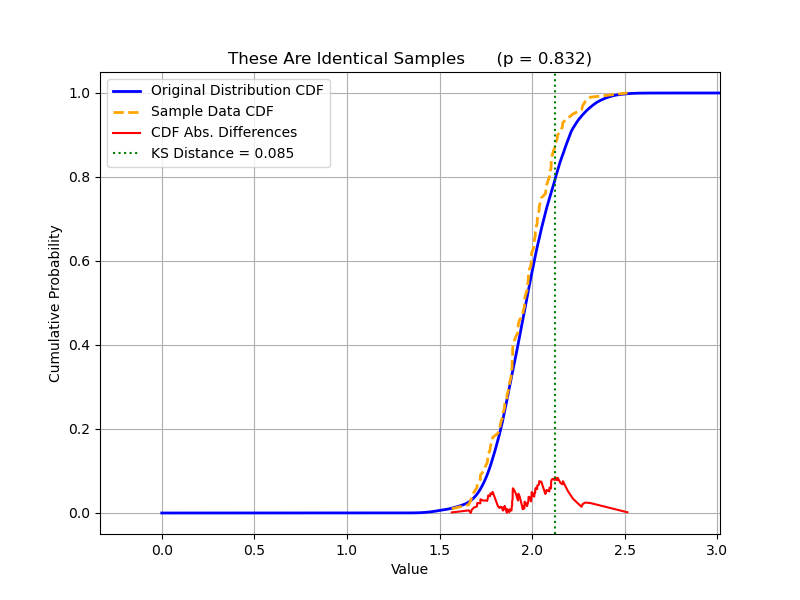 These Are Identical Samples (p = 0.832)
Original Distribution CDF
Sample Data CDF
CDF Abs. Differences
KS Distance = 0.085
1.0
0.8
0.6
0.4
0.2
0.0
Cumulative Probability
0.0 0.5 1.0 1.5 2.0 2.5 3.0
Value